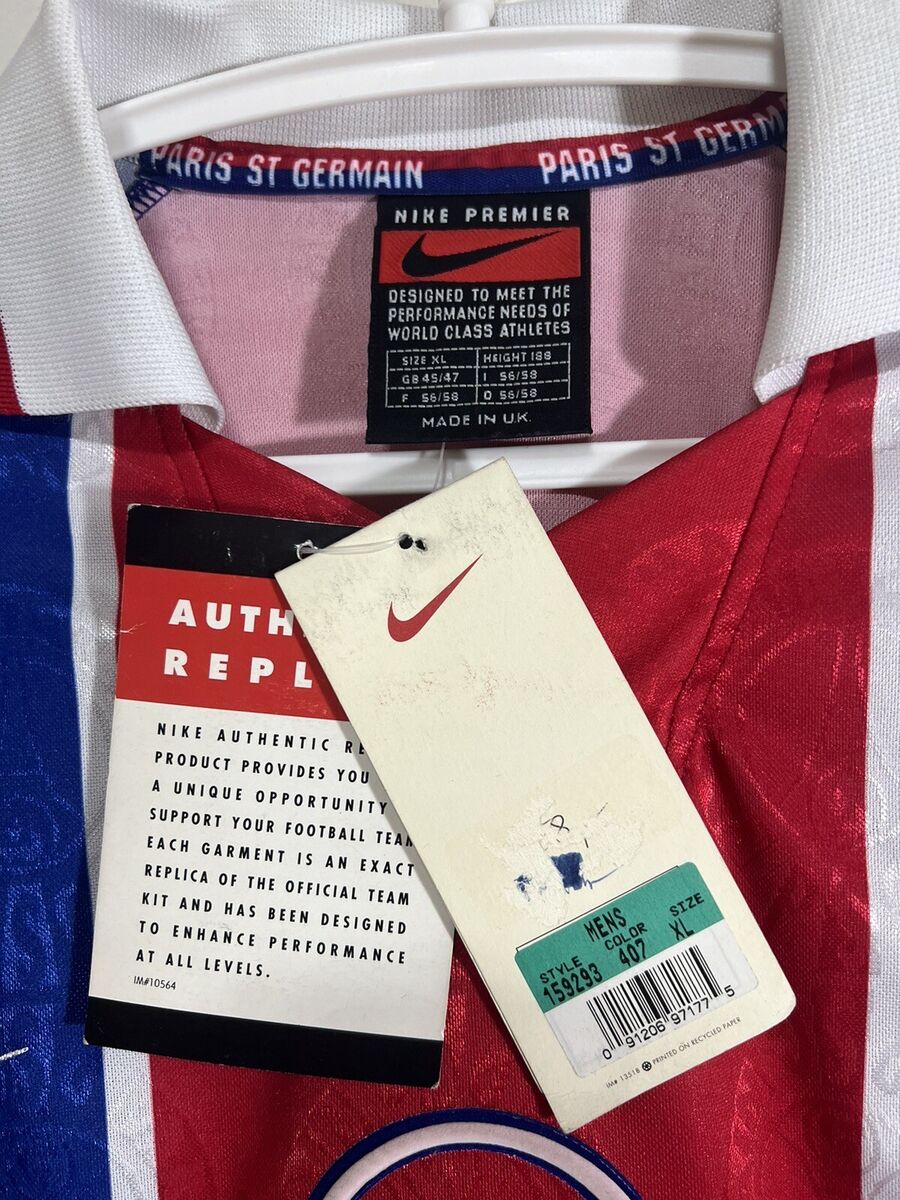 PARIS ST GERMAIN PARIS ST GERM
NIKE PREMIER
DESIGNED TO MEET THE
PERFORMANCE NEEDS OF
WORLD CLASS ATHLETES
SIZE XL HEIGHT 188
GB 45/47 I 56/58
F 56/58 D 56/58
MADE IN U.K.
AUTH
REPL
NIKE AUTHENTIC RE
PRODUCT PROVIDES YOU
A UNIQUE OPPORTUNITY
SUPPORT YOUR FOOTBALL TEAM
EACH GARMENT IS AN EXACT
REPLICA OF THE OFFICIAL TEAM
KIT AND HAS BEEN DESIGNED
TO ENHANCE PERFORMANCE
AT ALL LEVELS.
IM#10564
MENS
STYLE COLOR SIZE
159293 407 XL
0 91206 97177 5
IM# 1351B PRINTED ON RECYCLED PAPER